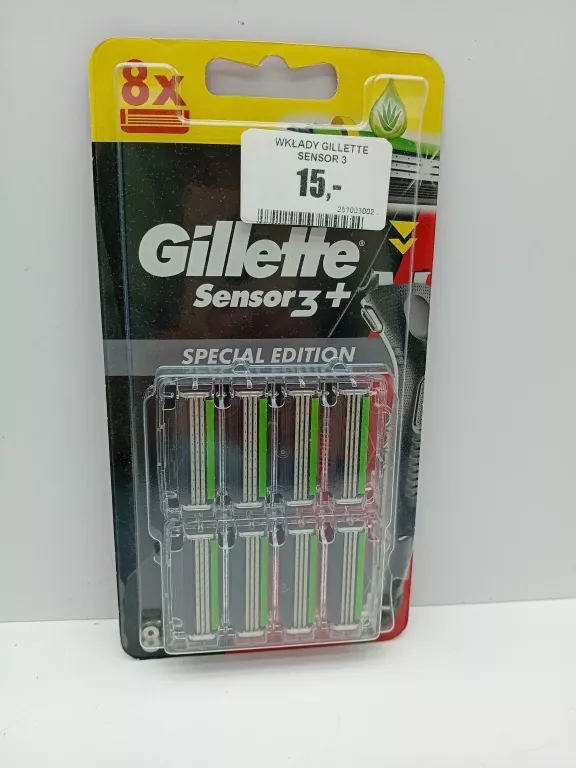 8x
WKŁADY GILLETTE
SENSOR 3
15,-
251003002
Gillette®
Sensor3+
SPECIAL EDITION
8